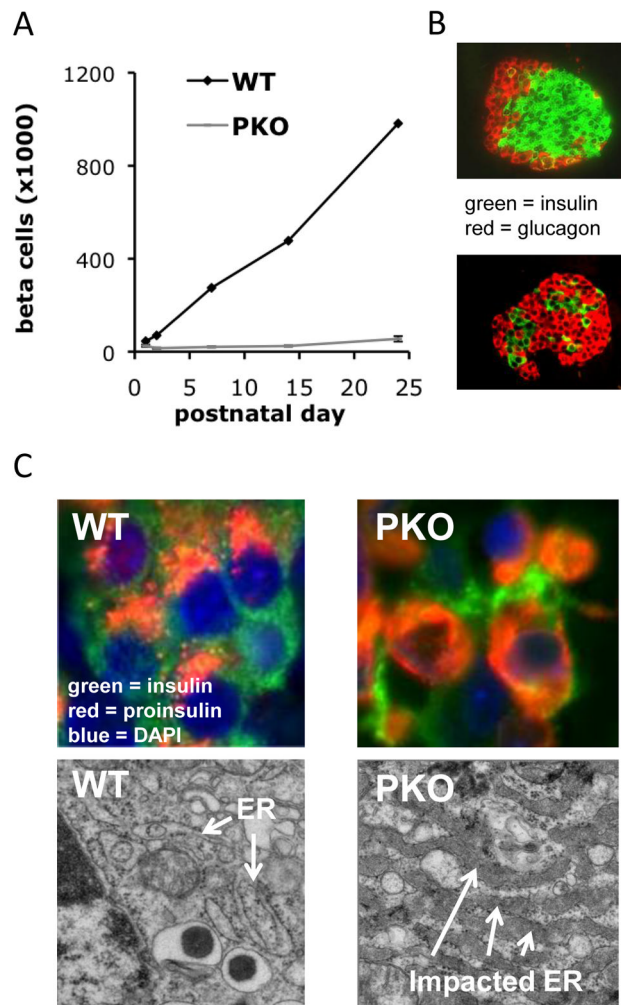 A
B
1200
800
400
0
beta cells (x1000)
WT
PKO
0 5 10 15 20 25
postnatal day
green = insulin
red = glucagon
C
WT
green = insulin
red = proinsulin
blue = DAPI
PKO
WT
ER
PKO
Impacted ER